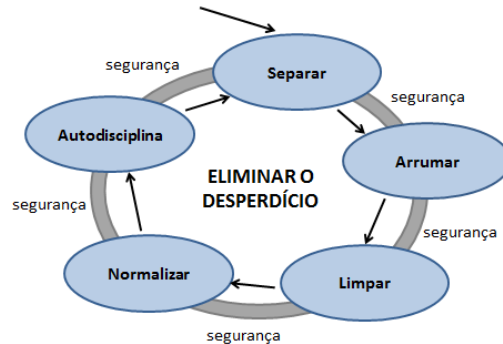 segurança
Separar
segurança
Autodisciplina
Arrumar
ELIMINAR O
DESPERDÍCIO
segurança
segurança
Normalizar
Limpar
segurança